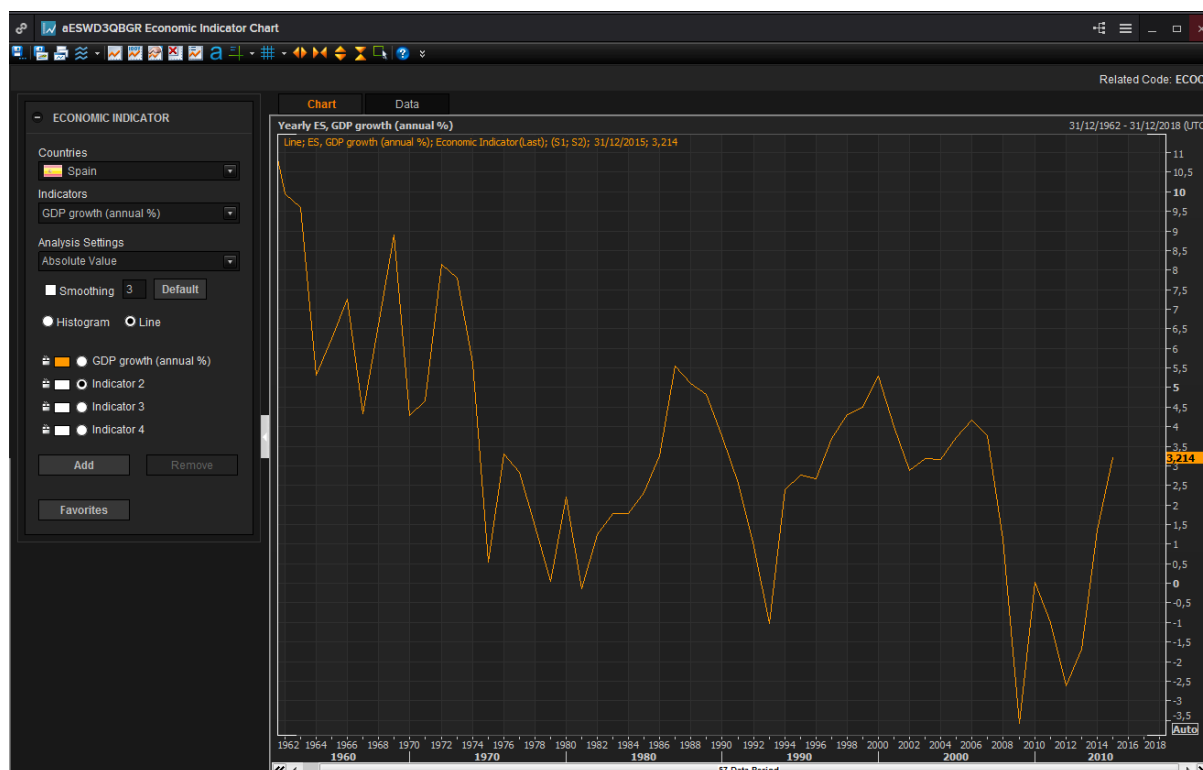 aESWD3QBGR Economic Indicator Chart
a
Related Code: ECOC
ECONOMIC INDICATOR
Countries
Spain
Indicators
GDP growth (annual %)
Analysis Settings
Absolute Value
Smoothing 3 Default
Histogram Line
GDP growth (annual %)
Indicator 2
Indicator 3
Indicator 4
Add Remove
Favorites
Chart Data
Yearly ES, GDP growth (annual %) 31/12/1962 - 31/12/2018 (UTC
Line; ES, GDP growth (annual %); Economic Indicator(Last); (S1; S2); 31/12/2015; 3,214
11
10,5
10
9,5
9
8,5
8
7,5
7
6,5
6
5,5
5
4,5
4
3,5
3,214
3
2,5
2
1,5
1
0,5
0
-0,5
-1
-1,5
-2
-2,5
-3
-3,5
Auto
1962 1964 1966 1968 1970 1972 1974 1976 1978 1980 1982 1984 1986 1988 1990 1992 1994 1996 1998 2000 2002 2004 2006 2008 2010 2012 2014 2016 2018
1960 1970 1980 1990 2000 2010
57 Data Period